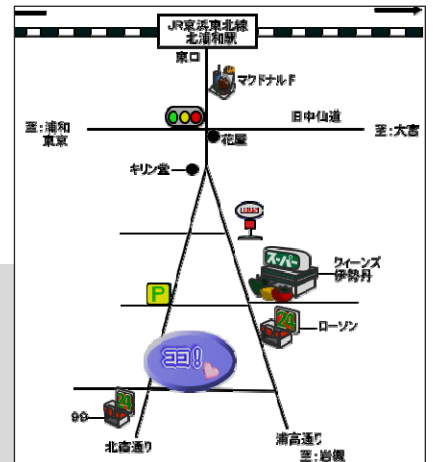 JR京浜東北線
北浦和駅
東口
マクドナルド
旧中仙道
至:浦和
東京
至:大宮
花屋
キリン堂
スーパー
クィーンズ
伊勢丹
P
24
ローソン
ココ!
24
99
北高通り
浦高通り
至:岩槻